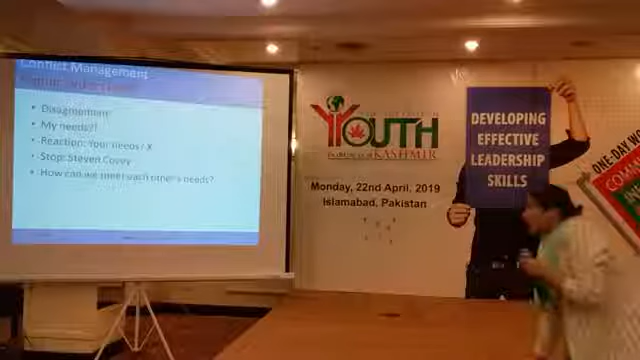 Conflict Management
• Disagreement
• My needs?!
• Reaction: Your needs / X
• Stop: Steven Covey
• How can we meet each other's needs?
YOUTH
KASHMIR
Monday, 22nd April, 2019
Islamabad, Pakistan
DEVELOPING
EFFECTIVE
LEADERSHIP
SKILLS
ONE-DAY